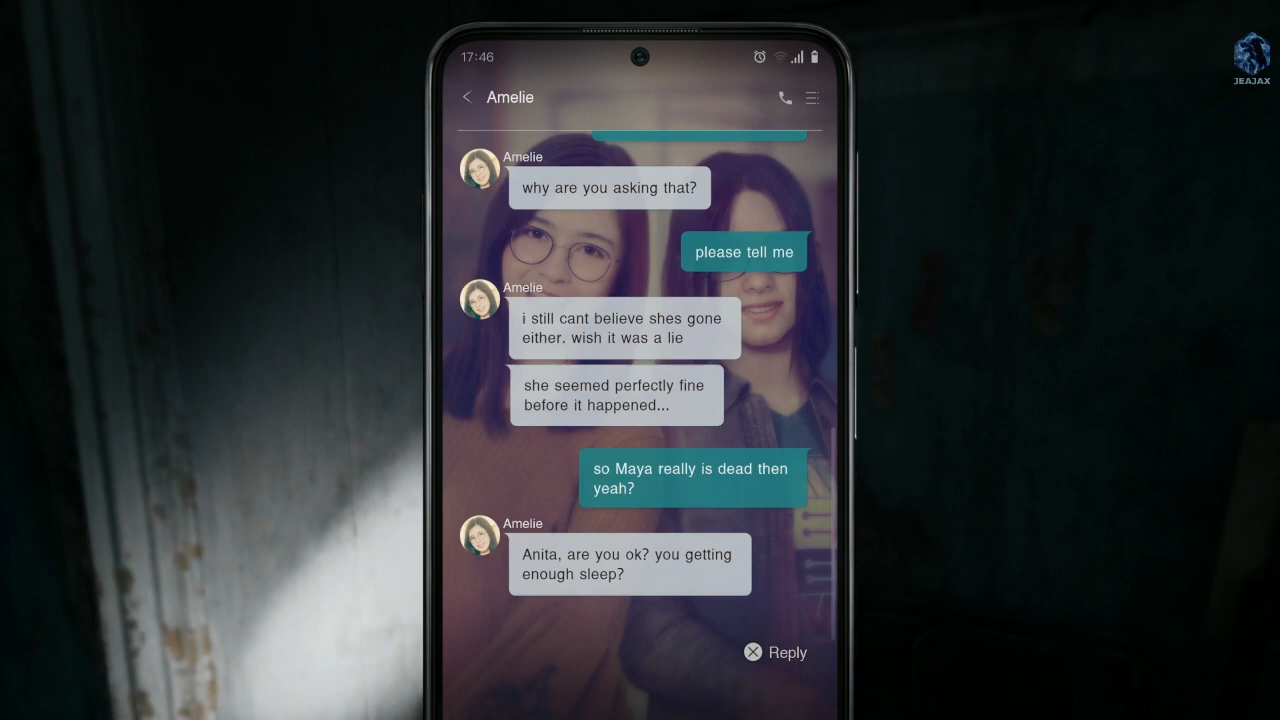 17:46
JEAJAX
Amelie
Amelie
why are you asking that?
please tell me
Amelie
i still cant believe shes gone
either. wish it was a lie
she seemed perfectly fine
before it happened...
so Maya really is dead then
yeah?
Amelie
Anita, are you ok? you getting
enough sleep?
Reply